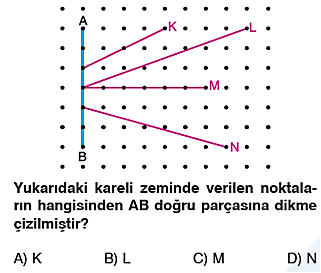 A
K
L
M
B
N
Yukarıdaki kareli zeminde verilen noktala-
rın hangisinden AB doğru parçasına dikme
çizilmiştir?
A) K B) L C) M D) N